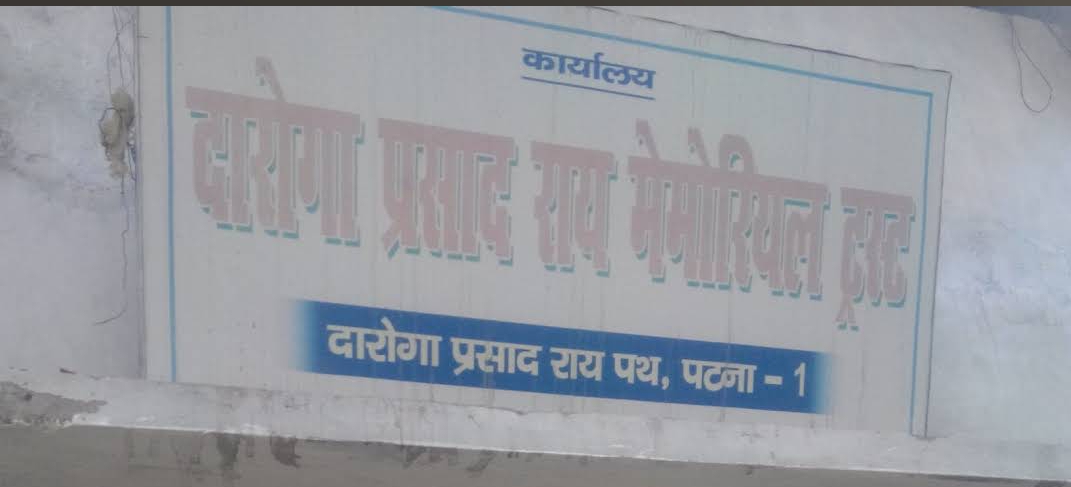 कार्यालय
दारोगा प्रसाद राय मेमोरियल ट्रस्ट
दारोगा प्रसाद राय पथ, पटना - 1